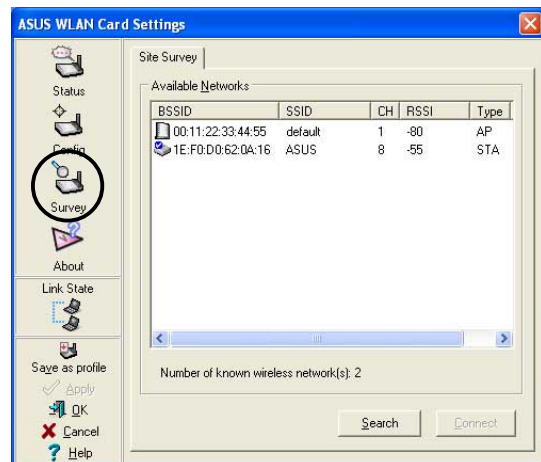 ASUS WLAN Card Settings
Status
Config
Survey
About
Link State
Save as profile
Apply
OK
Cancel
Help
Site Survey
Available Networks
BSSID SSID CH RSSI Type
00:11:22:33:44:55 default 1 -80 AP
1E:F0:D0:62:0A:16 ASUS 8 -55 STA
Number of known wireless network(s): 2
Search Connect